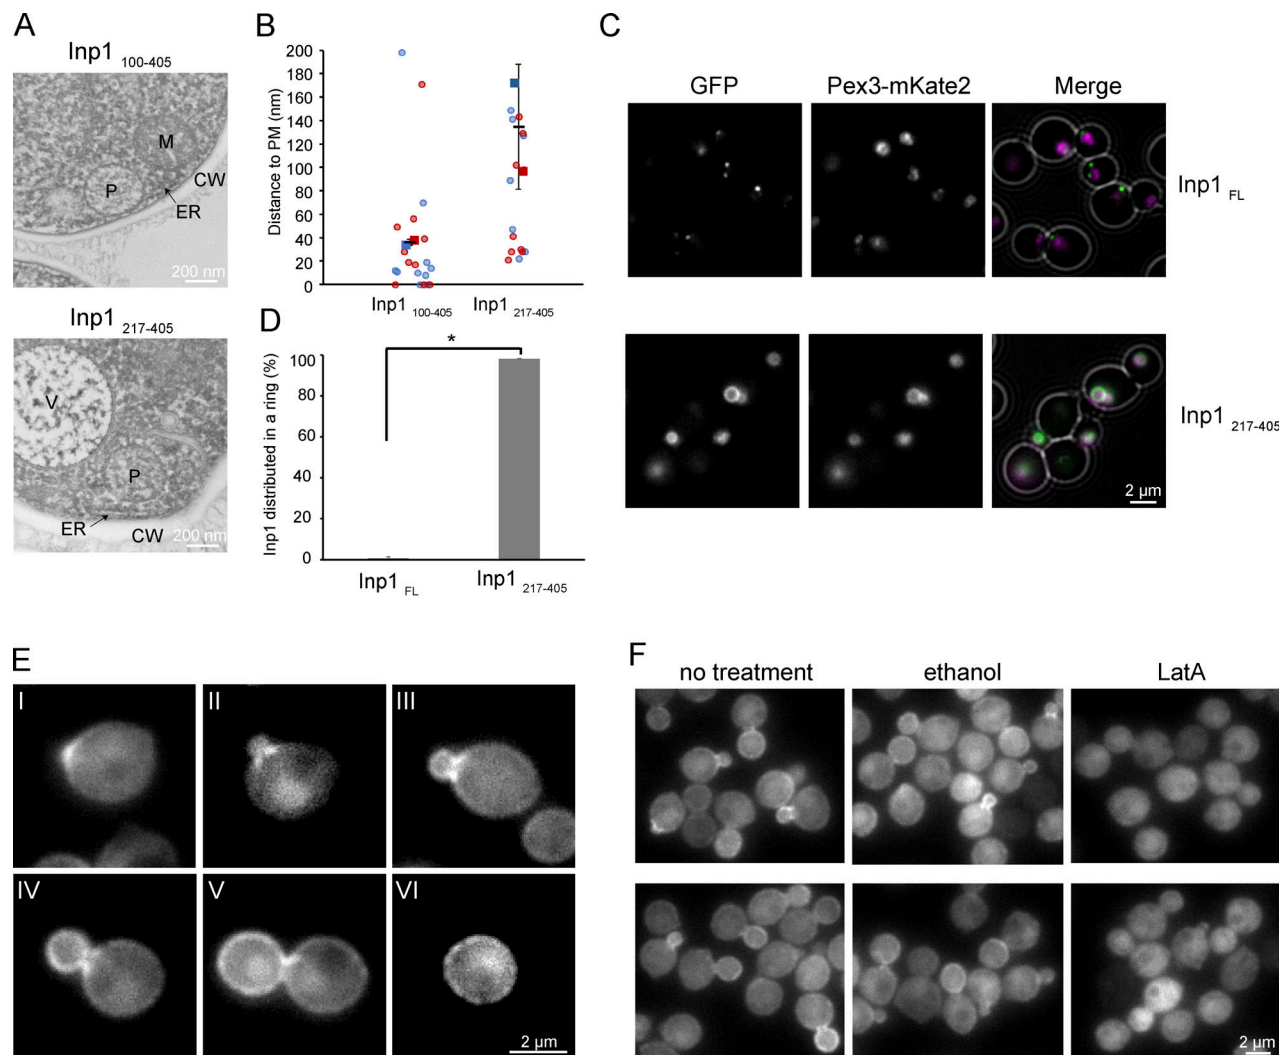 A
Inp1 100-405
M
P
CW
ER
200 nm
Inp1 217-405
V
P
ER
CW
200 nm
B
Distance to PM (nm)
200
180
160
140
120
100
80
60
40
20
0
Inp1 100-405
Inp1 217-405
C
GFP
Pex3-mKate2
Merge
Inp1 FL
Inp1 217-405
2 µm
D
Inp1 distributed in a ring (%)
100
80
60
40
20
0
*
Inp1 FL
Inp1 217-405
E
I
II
III
IV
V
VI
2 µm
F
no treatment
ethanol
LatA
2 µm